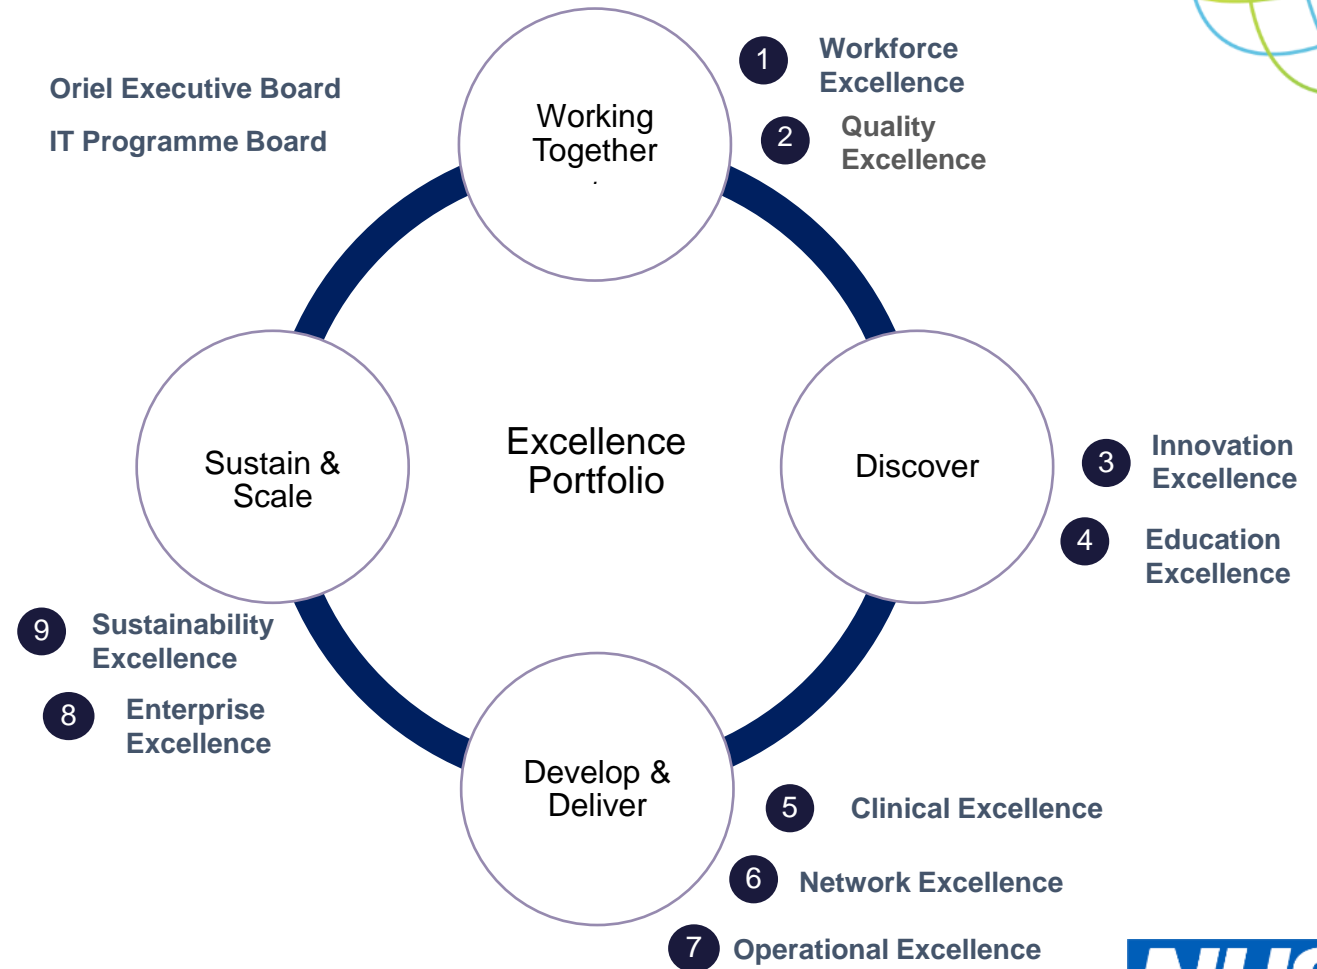 Oriel Executive Board
IT Programme Board
Working
Together
.
1
Workforce
Excellence
2
Quality
Excellence
Sustain &
Scale
Excellence
Portfolio
Discover
3
Innovation
Excellence
4
Education
Excellence
9
Sustainability
Excellence
8
Enterprise
Excellence
Develop &
Deliver
5
Clinical Excellence
6
Network Excellence
7
Operational Excellence
NHS